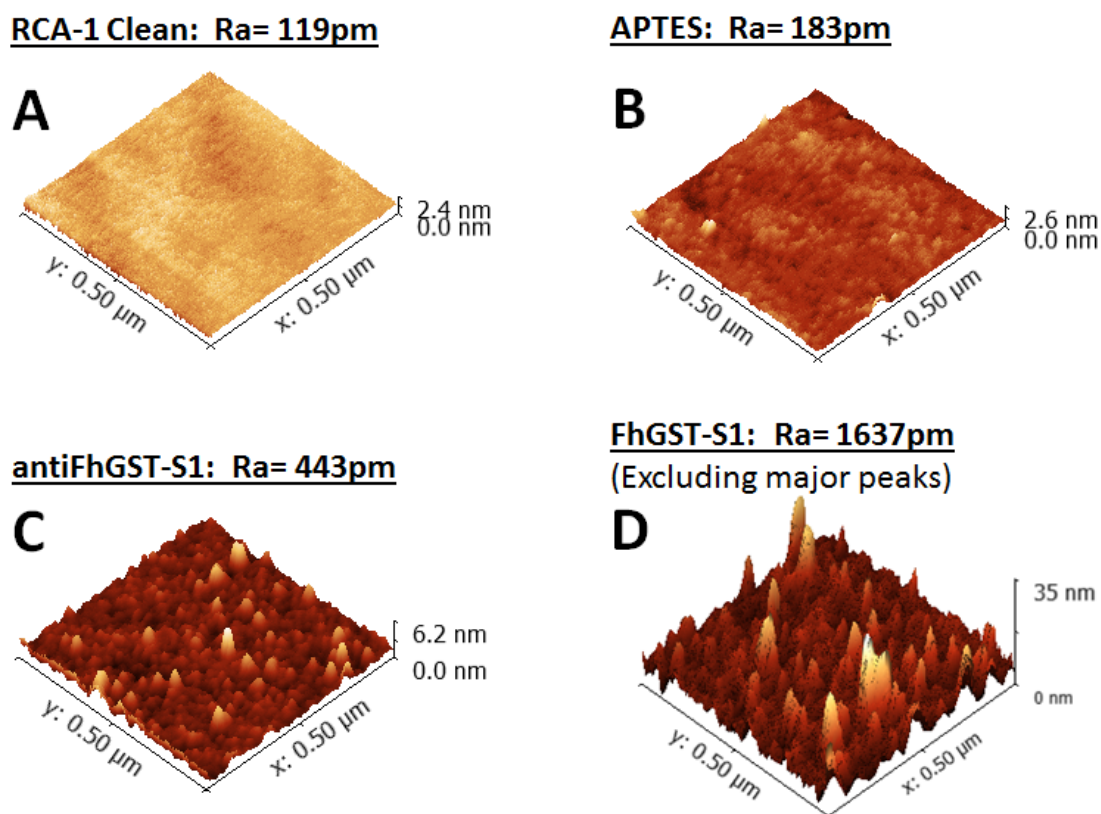 RCA-1 Clean: Ra= 119pm
A
2.4 nm
0.0 nm
y: 0.50 µm
x: 0.50 µm
APTES: Ra= 183pm
B
2.6 nm
0.0 nm
y: 0.50 µm
x: 0.50 µm
antiFhGST-S1: Ra= 443pm
C
6.2 nm
0.0 nm
y: 0.50 µm
x: 0.50 µm
FhGST-S1: Ra= 1637pm
(Excluding major peaks)
D
35 nm
0 nm
y: 0.50 µm
x: 0.50 µm